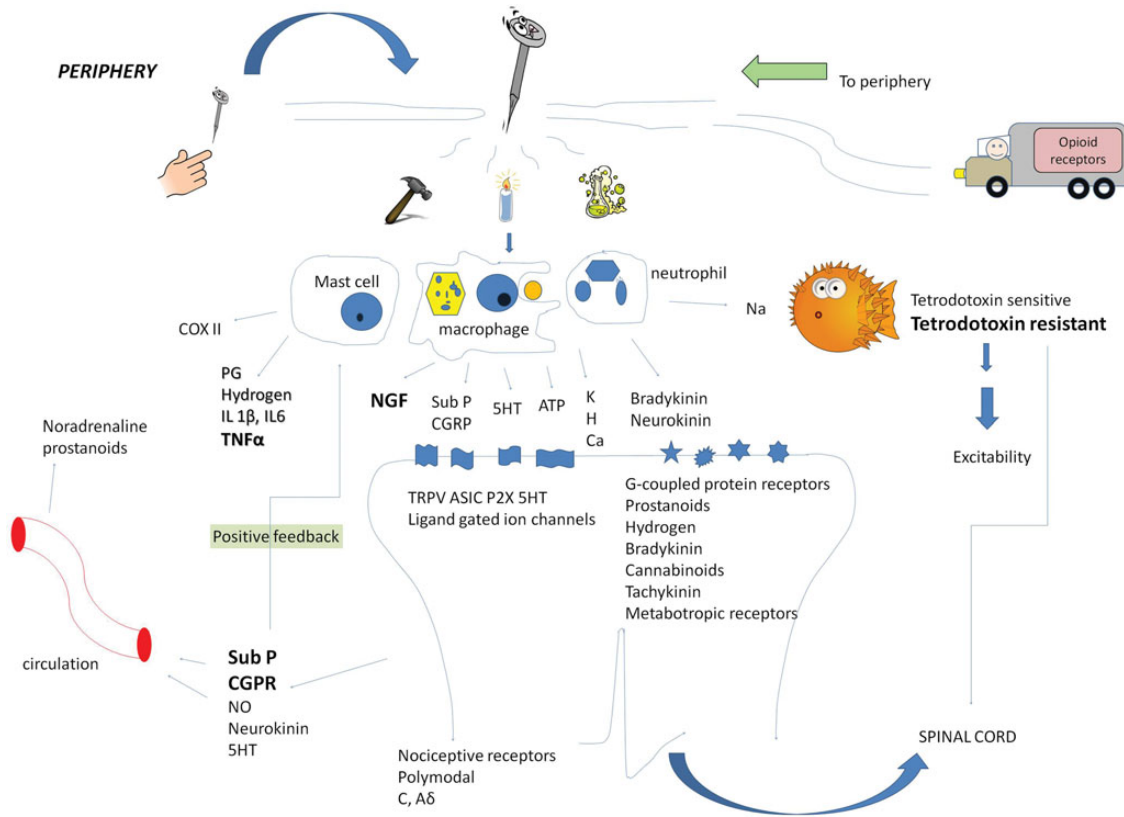 PERIPHERY
To periphery
Opioid
receptors
Mast cell
macrophage
neutrophil
COX II
Na
Tetrodotoxin sensitive
Tetrodotoxin resistant
PG
Hydrogen
IL 1β, IL6
TNFα
NGF
Sub P
CGRP
5HT
ATP
K
H
Ca
Bradykinin
Neurokinin
Excitability
Noradrenaline
prostanoids
TRPV ASIC P2X 5HT
Ligand gated ion channels
G-coupled protein receptors
Prostanoids
Hydrogen
Bradykinin
Cannabinoids
Tachykinin
Metabotropic receptors
Positive feedback
circulation
Sub P
CGPR
NO
Neurokinin
5HT
Nociceptive receptors
Polymodal
C, Aδ
SPINAL CORD